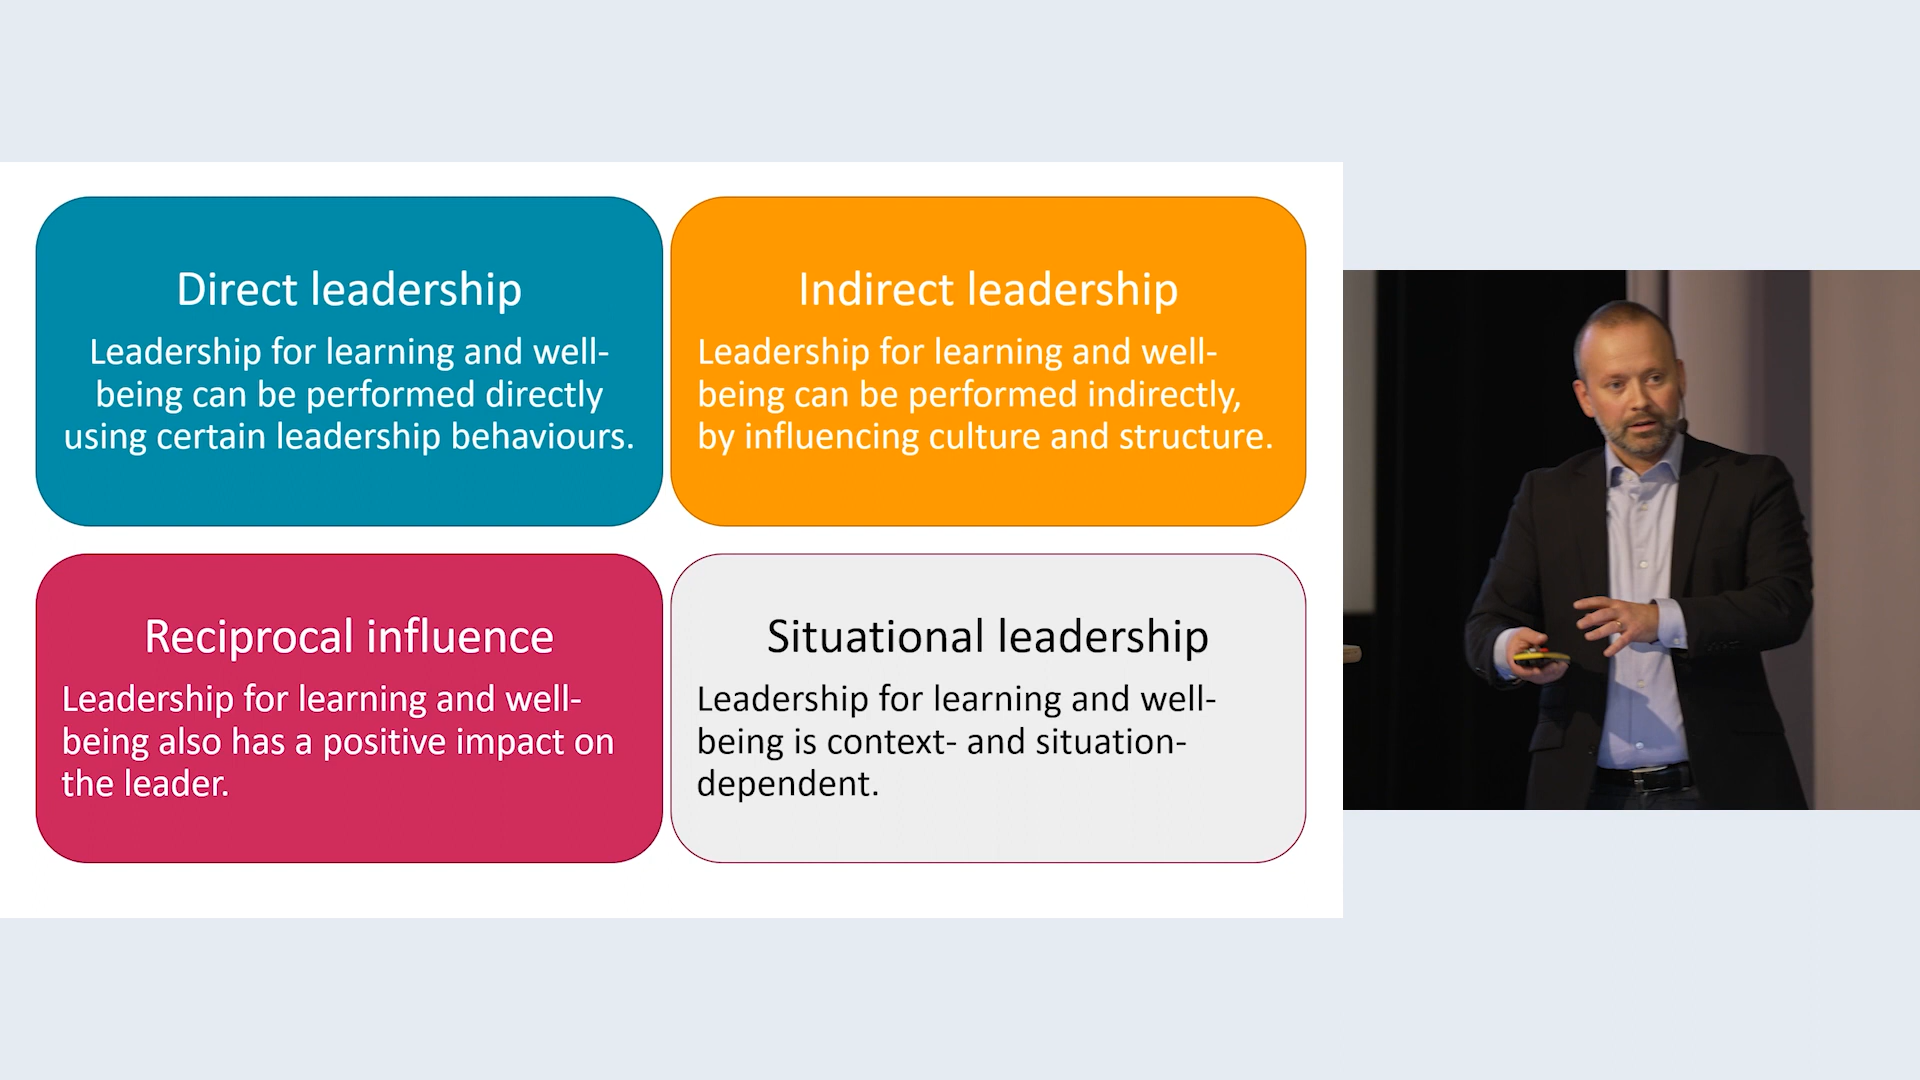 Direct leadership
Leadership for learning and well-
being can be performed directly
using certain leadership behaviours.
Indirect leadership
Leadership for learning and well-
being can be performed indirectly,
by influencing culture and structure.
Reciprocal influence
Leadership for learning and well-
being also has a positive impact on
the leader.
Situational leadership
Leadership for learning and well-
being is context- and situation-
dependent.